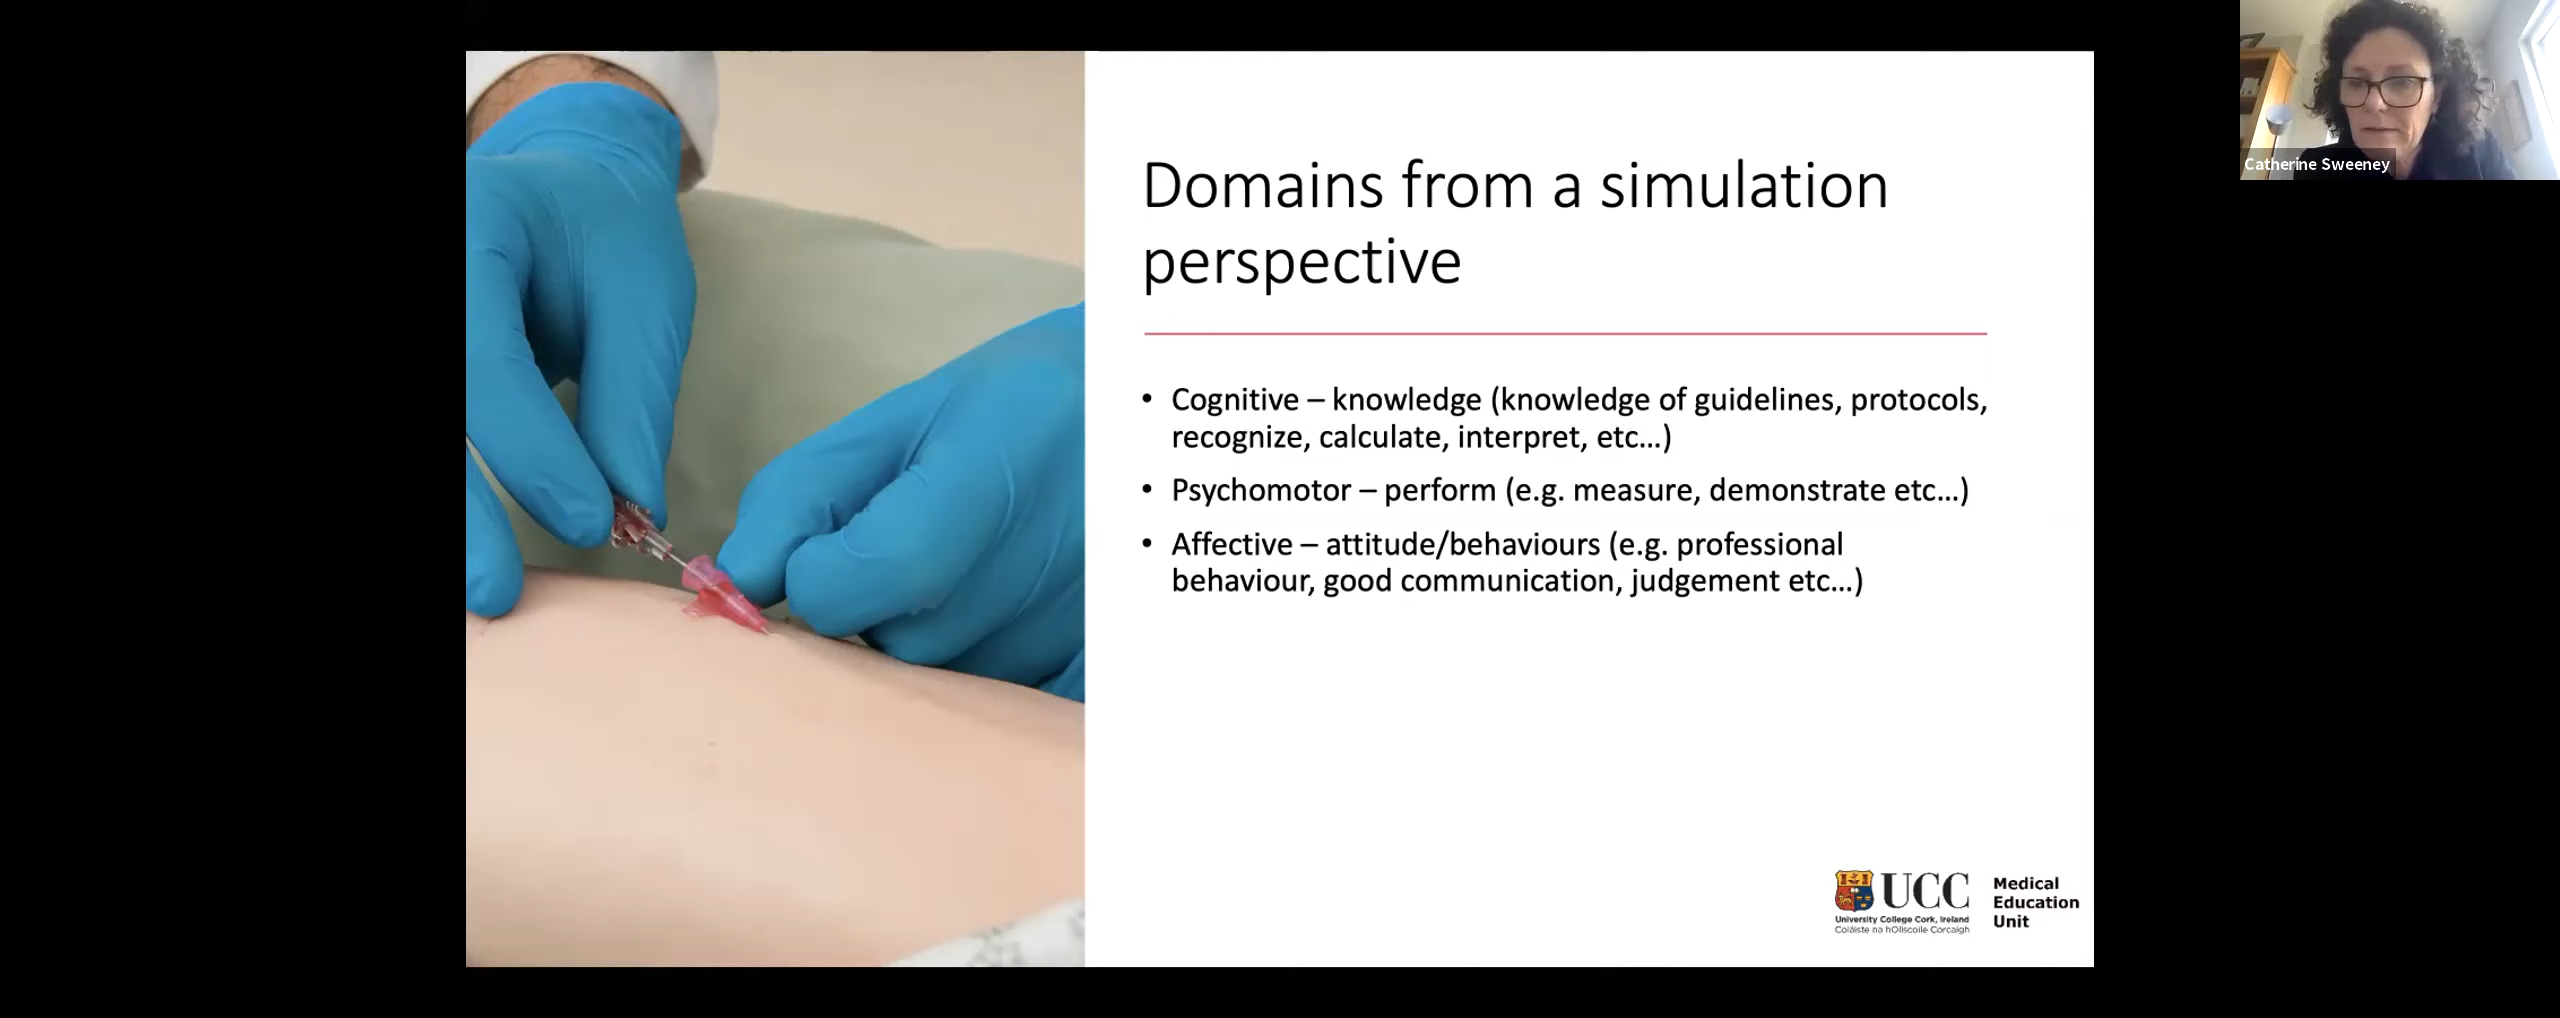 Domains from a simulation
perspective
• Cognitive – knowledge (knowledge of guidelines, protocols,
recognize, calculate, interpret, etc...)
• Psychomotor – perform (e.g. measure, demonstrate etc...)
• Affective – attitude/behaviours (e.g. professional
behaviour, good communication, judgement etc...)
UCC
University College Cork, Ireland
Coláiste na hOllscoile Corcaigh
Medical
Education
Unit
Catherine Sweeney